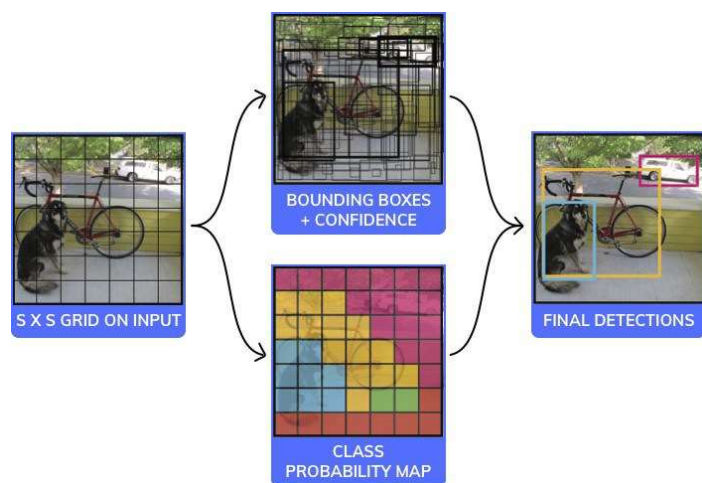 BOUNDING BOXES
+ CONFIDENCE
S X S GRID ON INPUT
FINAL DETECTIONS
CLASS
PROBABILITY MAP